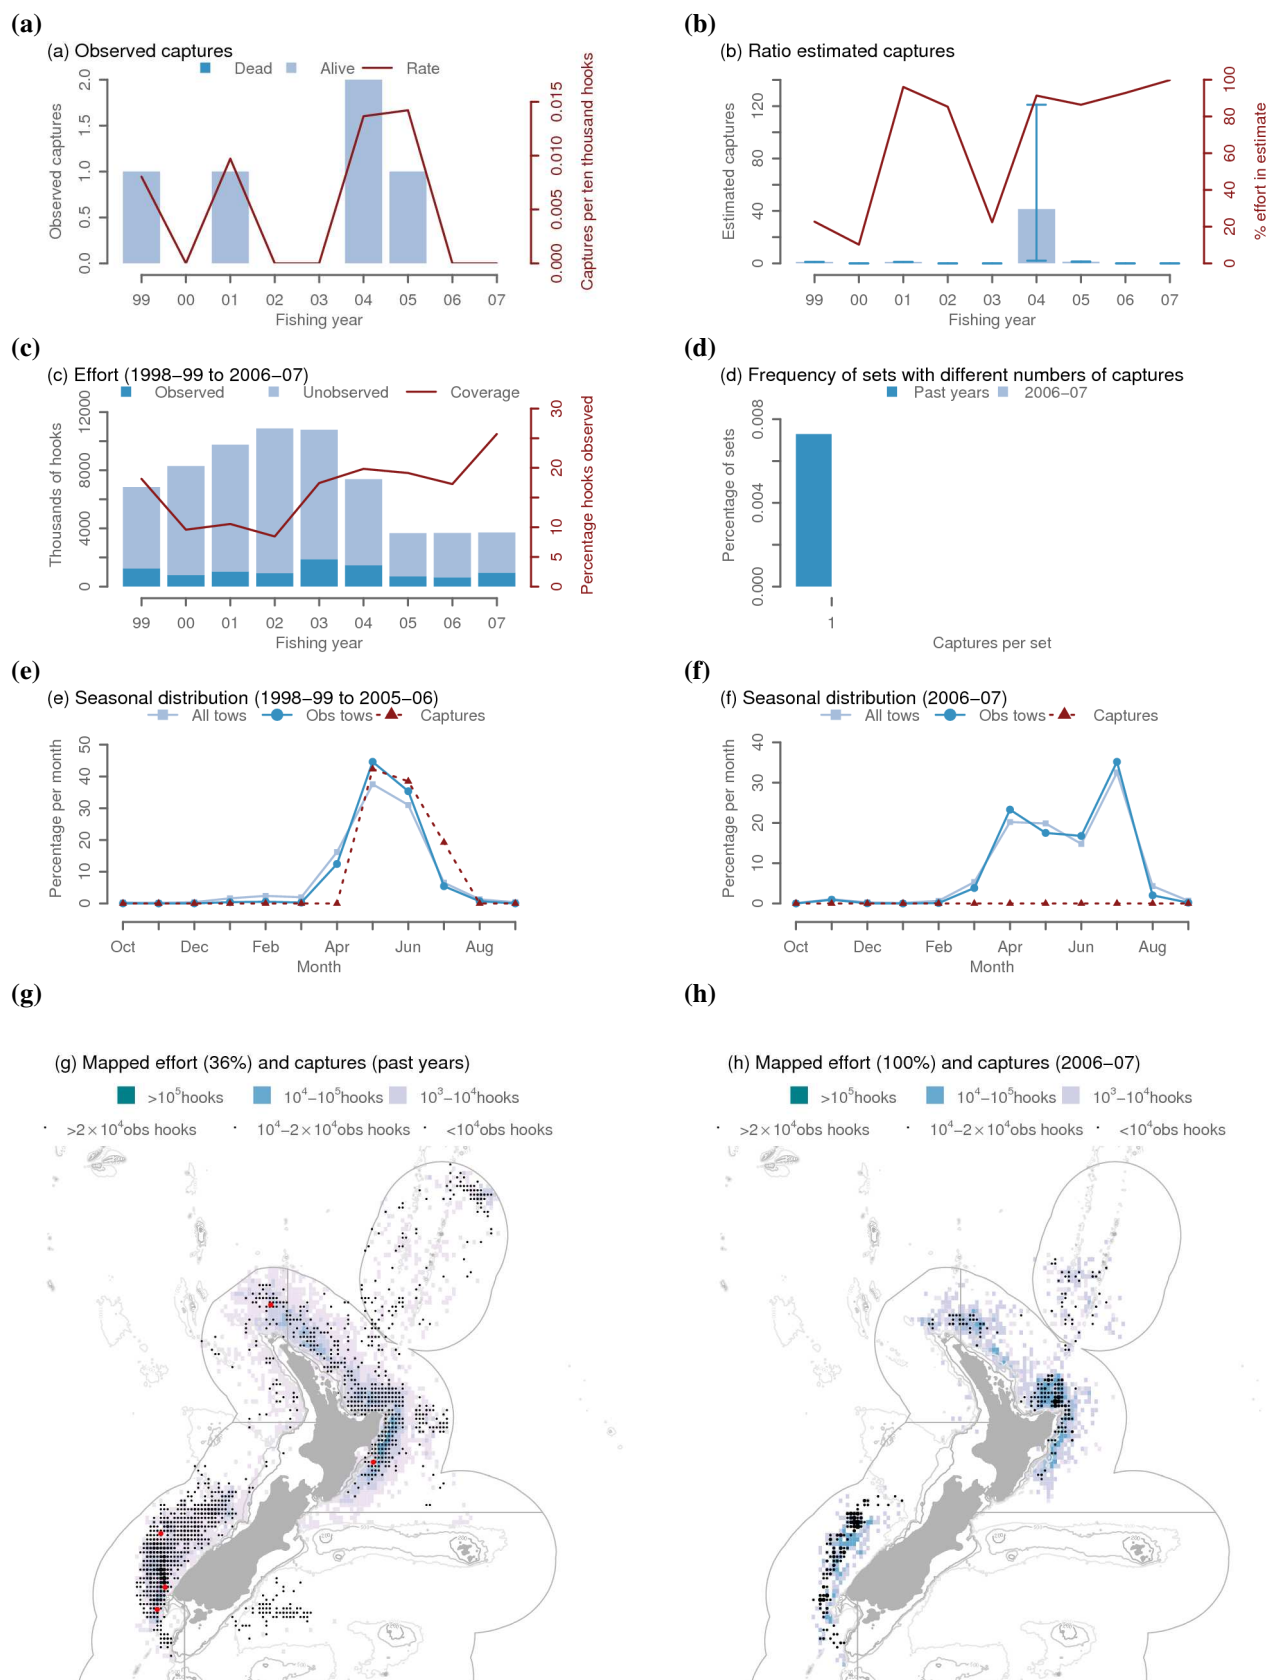 (a)
(a) Observed captures
Dead Alive Rate
Observed captures
0.0 0.5 1.0 1.5 2.0
0.000 0.005 0.010 0.015
Captures per ten thousand hooks
99 00 01 02 03 04 05 06 07
Fishing year
(b)
(b) Ratio estimated captures
Estimated captures
0 40 80 120
0 20 40 60 80 100
% effort in estimate
99 00 01 02 03 04 05 06 07
Fishing year
(c)
(c) Effort (1998–99 to 2006–07)
Observed Unobserved Coverage
Thousands of hooks
0 4000 8000 12000
0 5 10 20 30
Percentage hooks observed
99 00 01 02 03 04 05 06 07
Fishing year
(d)
(d) Frequency of sets with different numbers of captures
Past years 2006–07
Percentage of sets
0.000 0.004 0.008
1
Captures per set
(e)
(e) Seasonal distribution (1998–99 to 2005–06)
All tows Obs tows Captures
Percentage per month
0 10 20 30 40 50
Oct Dec Feb Apr Jun Aug
Month
(f)
(f) Seasonal distribution (2006–07)
All tows Obs tows Captures
Percentage per month
0 10 20 30 40
Oct Dec Feb Apr Jun Aug
Month
(g)
(g) Mapped effort (36%) and captures (past years)
>10⁵hooks 10⁴–10⁵hooks 10³–10⁴hooks
>2×10⁴obs hooks 10⁴–2×10⁴obs hooks <10⁴obs hooks
(h)
(h) Mapped effort (100%) and captures (2006–07)
>10⁵hooks 10⁴–10⁵hooks 10³–10⁴hooks
>2×10⁴obs hooks 10⁴–2×10⁴obs hooks <10⁴obs hooks